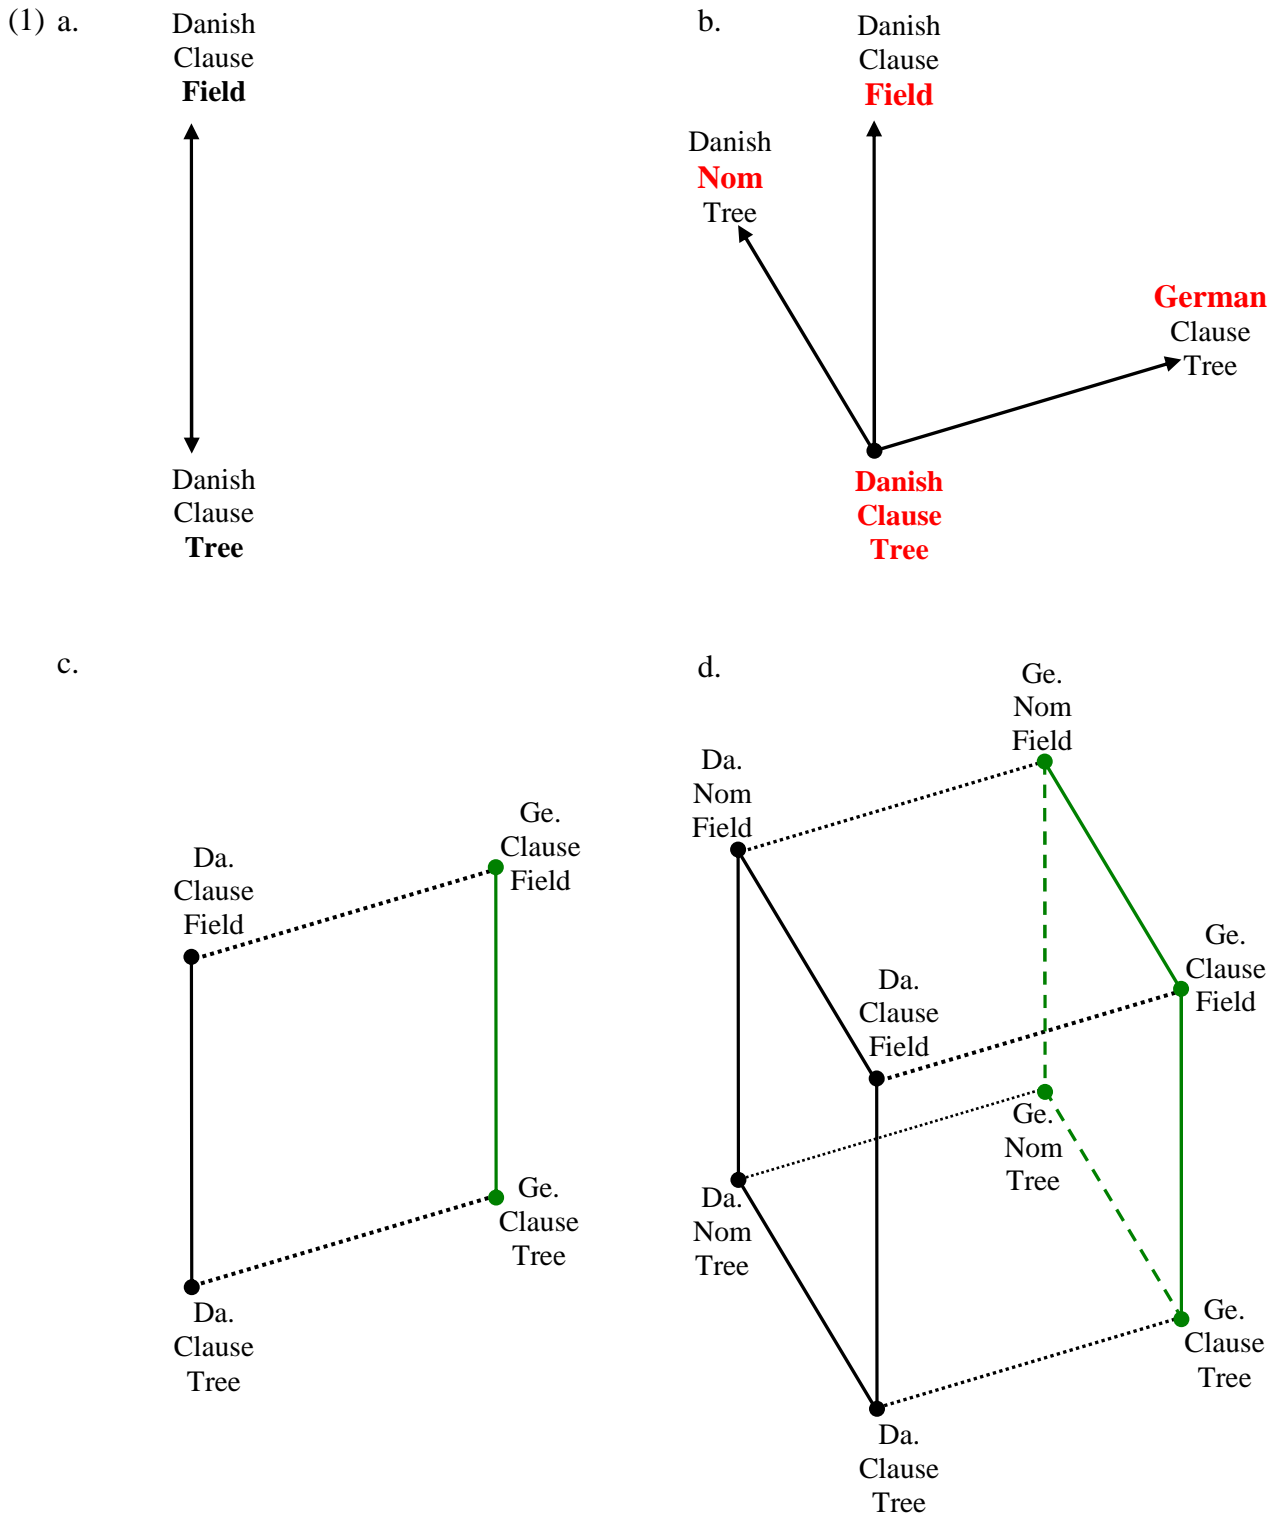 (1) a.
Danish
Clause
Field
Danish
Clause
Tree
b.
Danish
Clause
Field
Danish
Nom
Tree
German
Clause
Tree
Danish
Clause
Tree
c.
Ge.
Clause
Field
Da.
Clause
Field
Ge.
Clause
Tree
Da.
Clause
Tree
d.
Ge.
Nom
Field
Da.
Nom
Field
Ge.
Clause
Field
Da.
Clause
Field
Ge.
Nom
Tree
Da.
Nom
Tree
Ge.
Clause
Tree
Da.
Clause
Tree